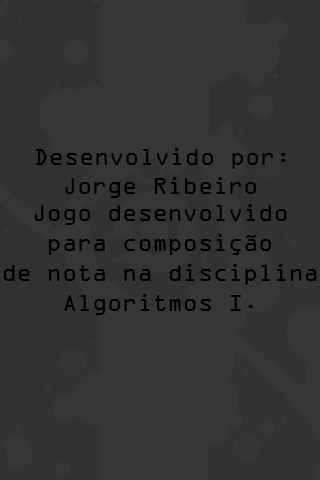 Desenvolvido por:
Jorge Ribeiro
Jogo desenvolvido
para composição
de nota na disciplina
Algoritmos I.